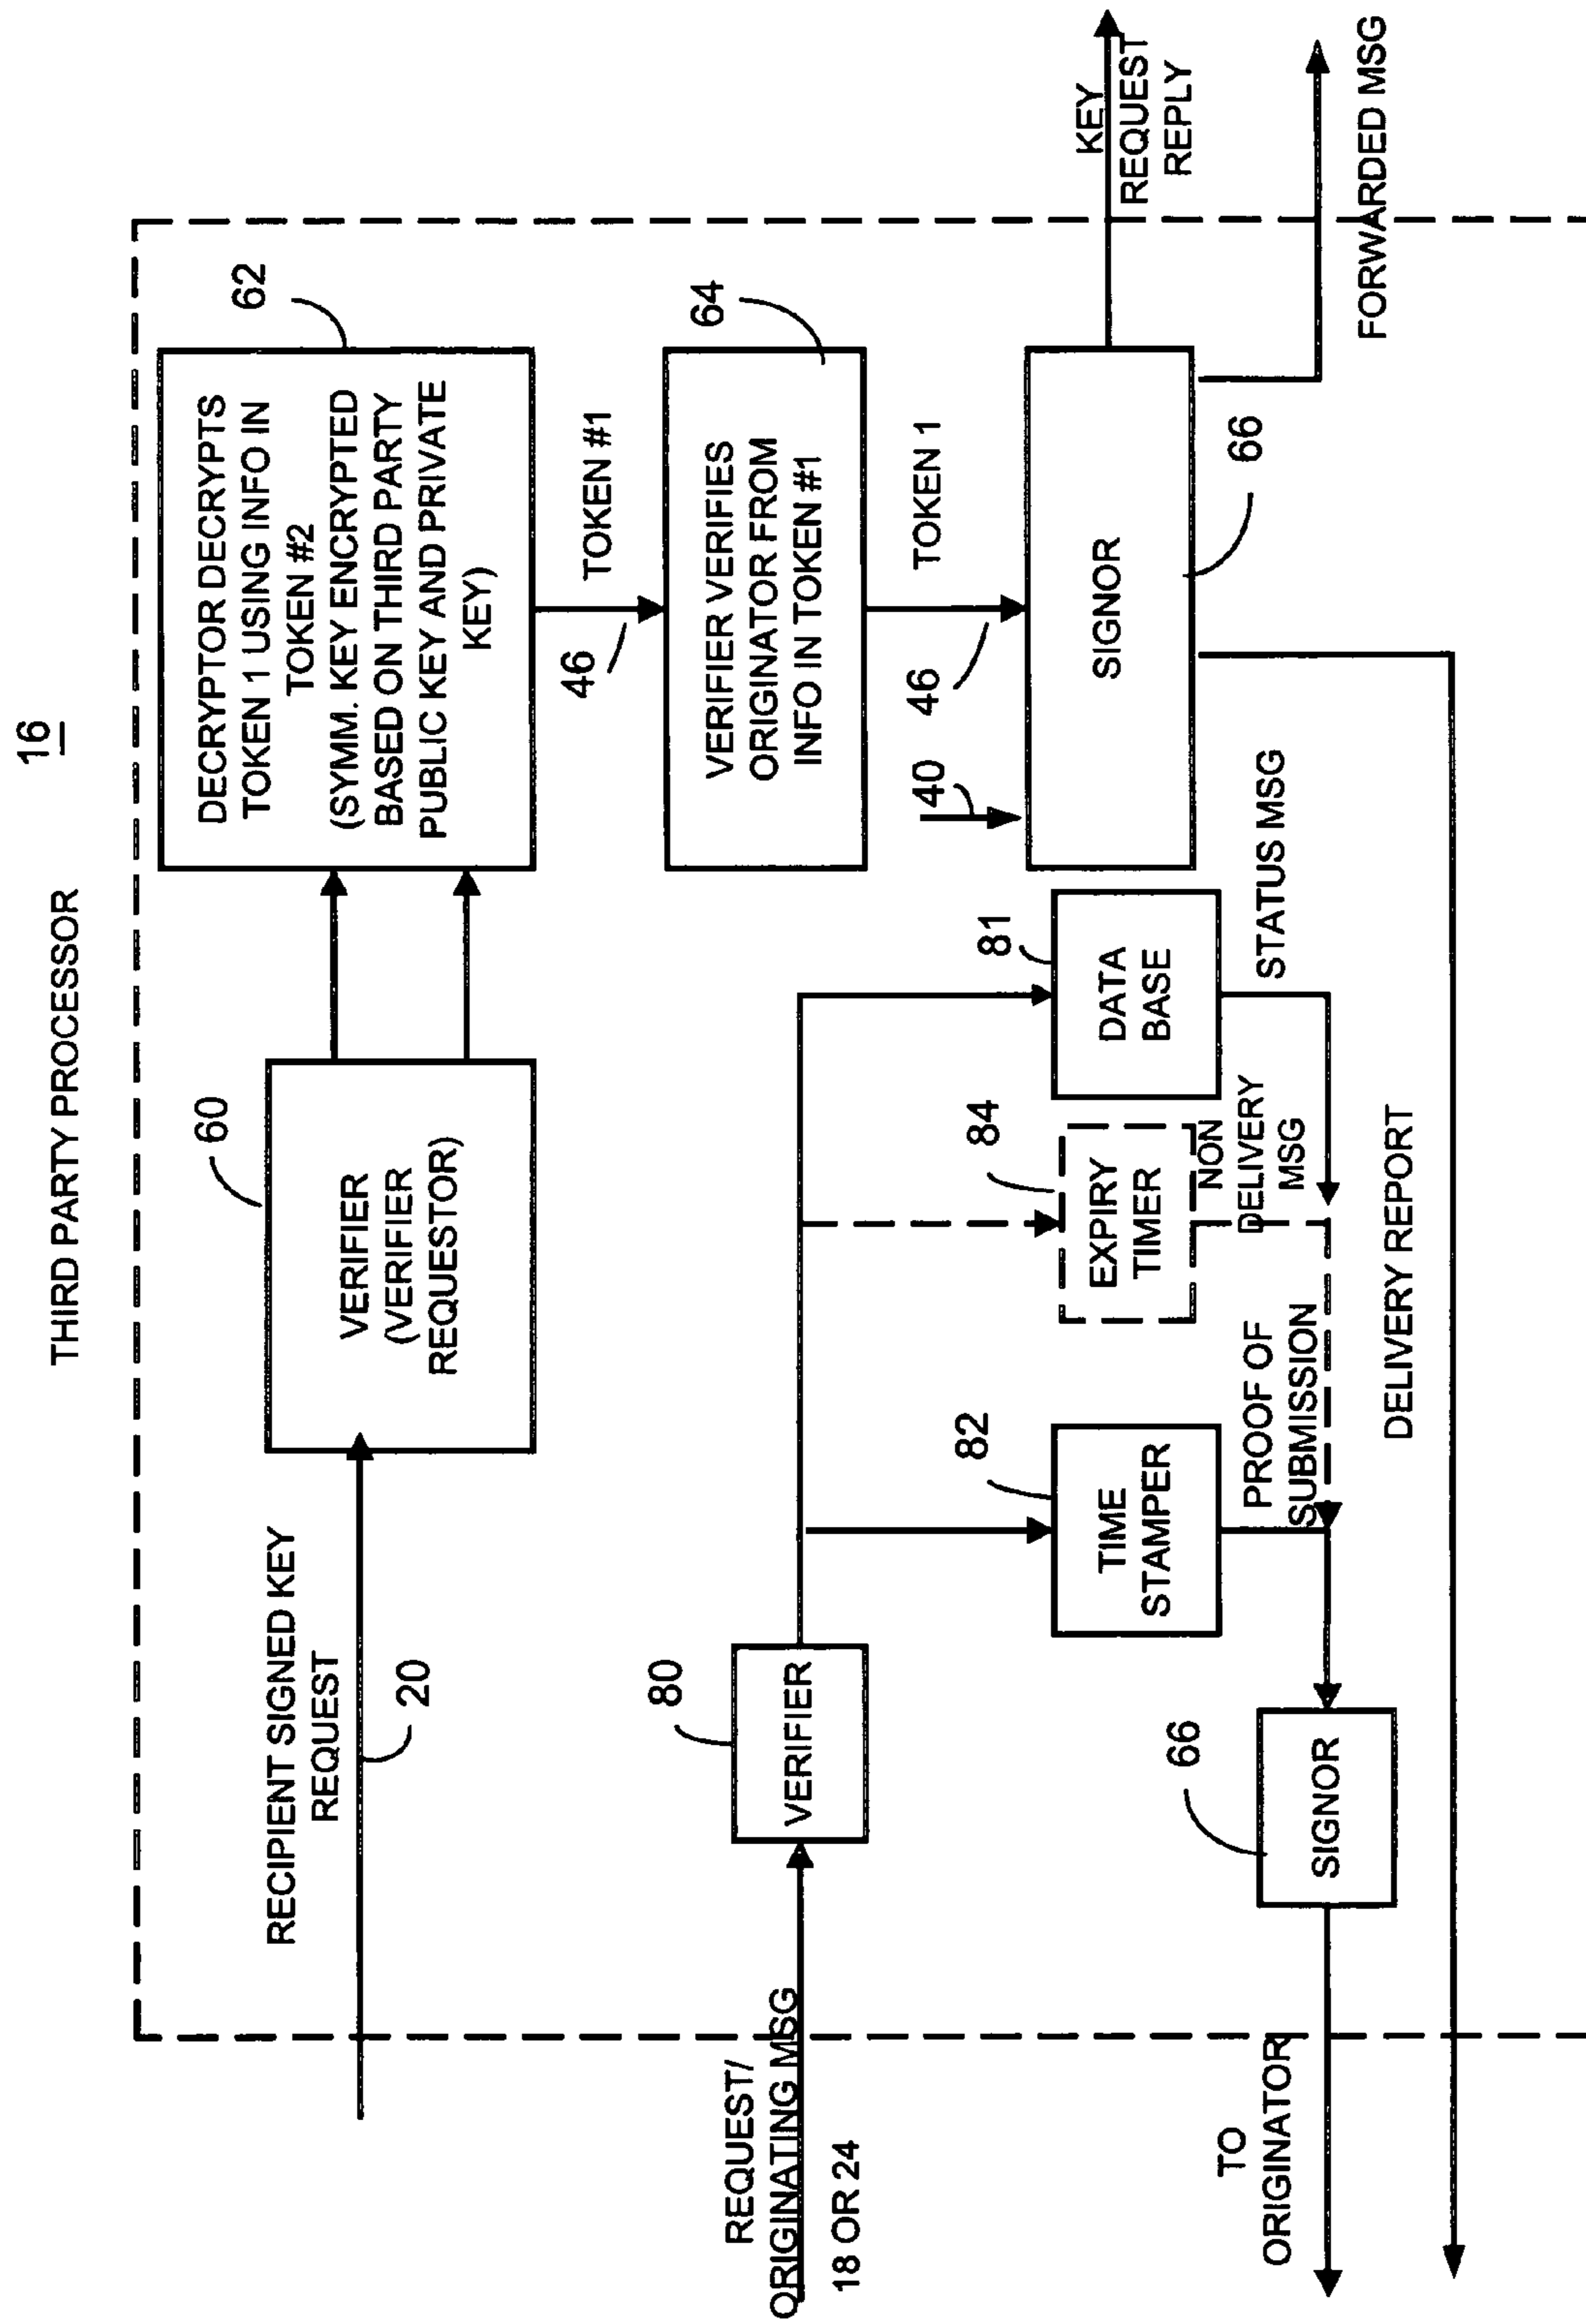 THIRD PARTY PROCESSOR
16
RECIPIENT SIGNED KEY
REQUEST
20
60
VERIFIER
(VERIFIER
REQUESTOR)
62
DECRYPTOR DECRYPTS
TOKEN 1 USING INFO IN
TOKEN #2
(SYMM. KEY ENCRYPTED
BASED ON THIRD PARTY
PUBLIC KEY AND PRIVATE
KEY)
46
TOKEN #1
64
VERIFIER VERIFIES
ORIGINATOR FROM
INFO IN TOKEN #1
40
46
TOKEN 1
SIGNOR
66
KEY
REQUEST
REPLY
FORWARDED MSG
REQUEST/
ORIGINATING MSG
18 OR 24
80
VERIFIER
82
TIME
STAMPER
84
EXPIRY
TIMER
81
DATA
BASE
PROOF OF
SUBMISSION
NON
DELIVERY
MSG
STATUS MSG
66
SIGNOR
TO
ORIGINATOR
DELIVERY REPORT